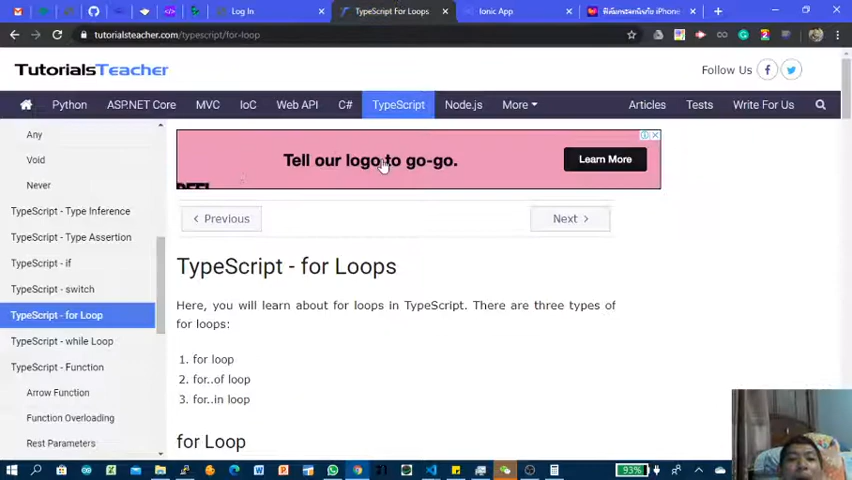 Log In
TypeScript For Loops
Ionic App
tutorialsteacher.com/typescript/for-loop
TutorialsTeacher
Follow Us
Python ASP.NET Core MVC IoC Web API C# TypeScript Node.js More
Articles Tests Write For Us
Any
Void
Never
TypeScript - Type Inference
TypeScript - Type Assertion
TypeScript - if
TypeScript - switch
TypeScript - for Loop
TypeScript - while Loop
TypeScript - Function
Arrow Function
Function Overloading
Rest Parameters
Tell our logo to go-go.
Learn More
Previous
Next
TypeScript - for Loops
Here, you will learn about for loops in TypeScript. There are three types of
for loops:
1. for loop
2. for..of loop
3. for..in loop
for Loop
93%